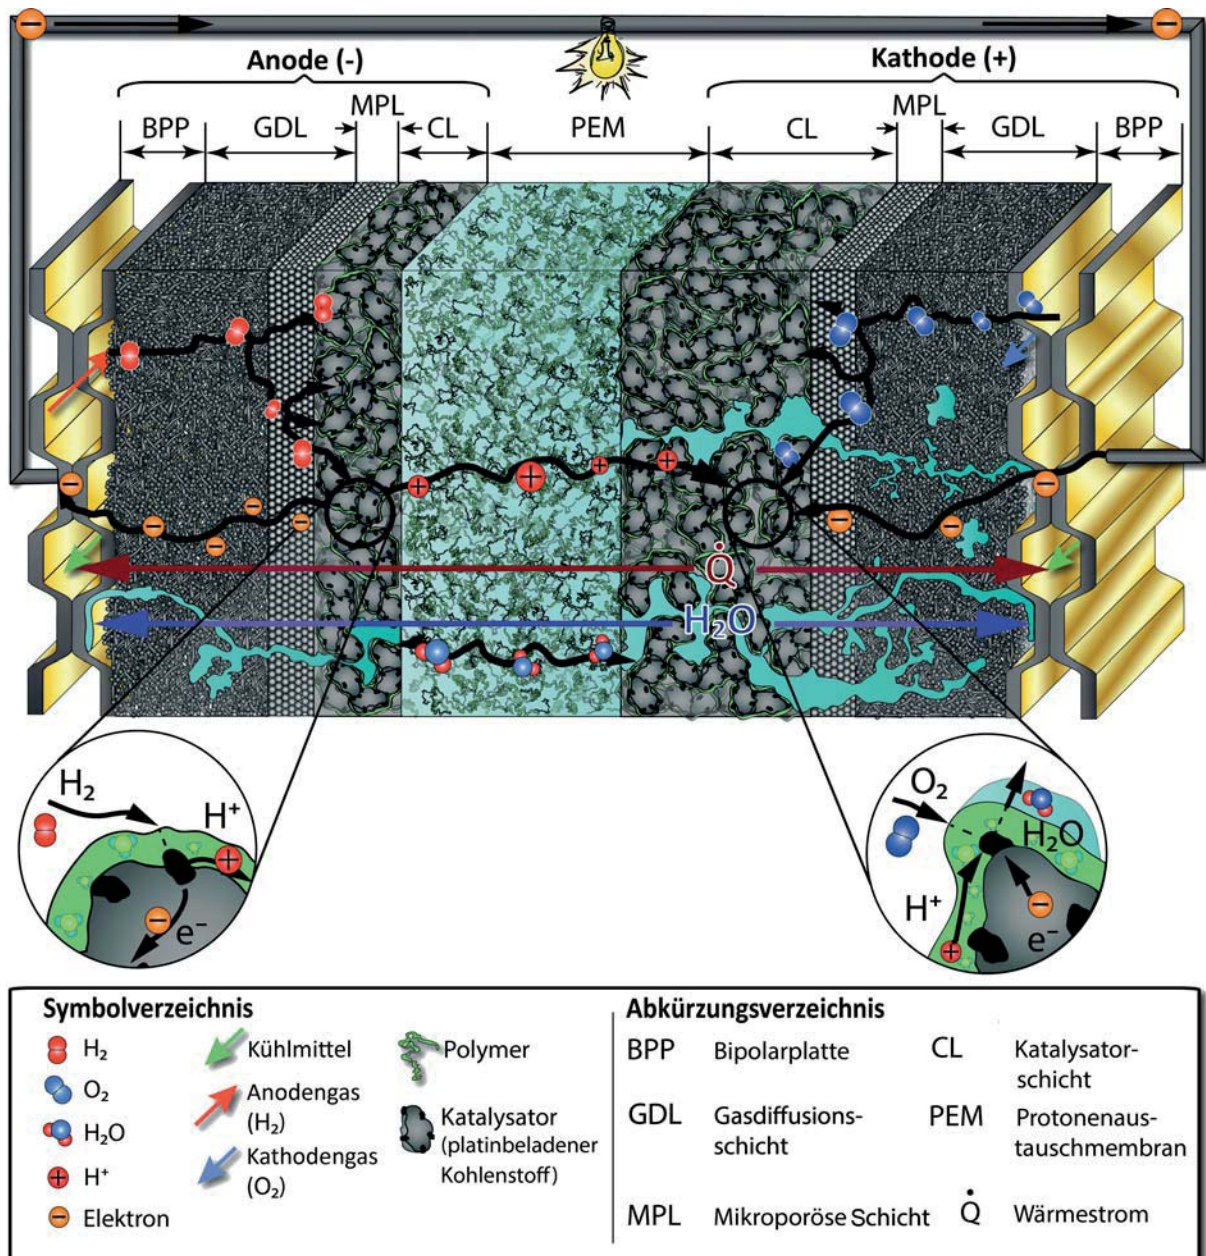 Anode (-)
Kathode (+)
MPL
MPL
BPP
GDL
CL
PEM
CL
GDL
BPP
Q̇
H₂O
H₂
H⁺
e⁻
O₂
H₂O
H⁺
e⁻
Symbolverzeichnis
H₂
O₂
H₂O
H⁺
Elektron
Kühlmittel
Anodengas
(H₂)
Kathodengas
(O₂)
Polymer
Katalysator
(platinbeladener
Kohlenstoff)
Abkürzungsverzeichnis
BPP Bipolarplatte
GDL Gasdiffusions-
schicht
MPL Mikroporöse Schicht
CL Katalysator-
schicht
PEM Protonenaus-
tauschmembran
Q̇ Wärmestrom